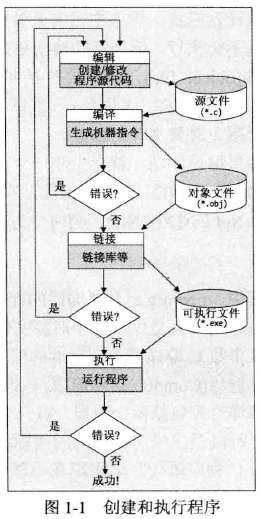 编辑
创建/修改
程序源代码
源文件
(*.c)
编译
生成机器指令
是
错误?
对象文件
(*.obj)
否
链接
链接库等
是
错误?
可执行文件
(*.exe)
否
执行
运行程序
是
错误?
否
成功!
图 1-1 创建和执行程序